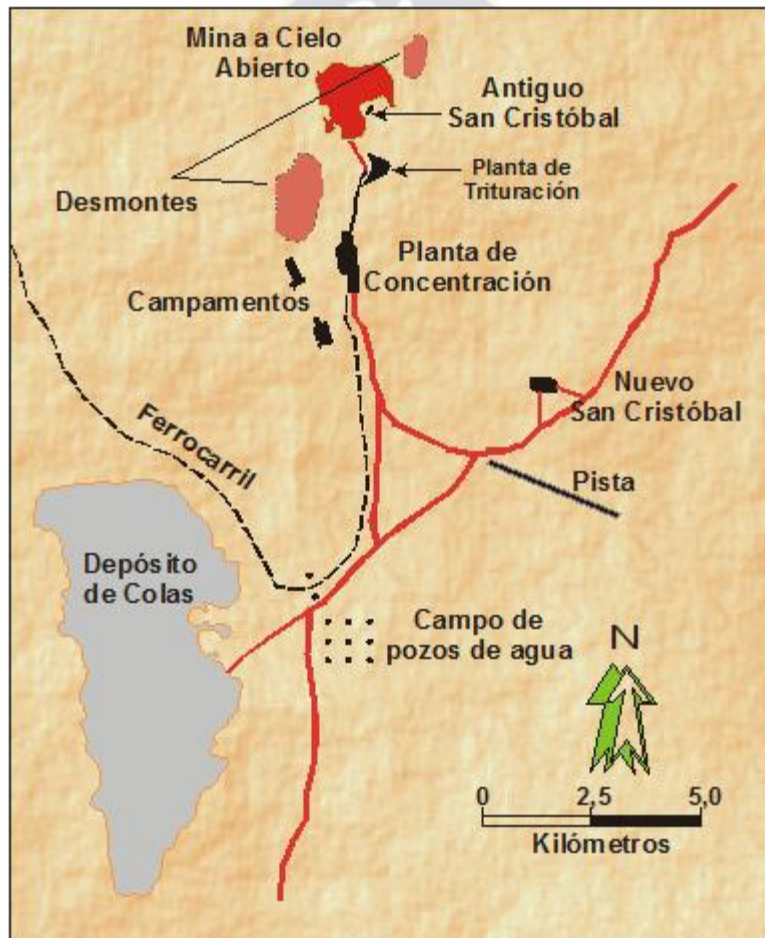 Mina a Cielo
Abierto
Antiguo
San Cristóbal
Planta de
Trituración
Desmontes
Planta de
Concentración
Campamentos
Nuevo
San Cristóbal
Ferrocarril
Pista
Depósito
de Colas
Campo de
pozos de agua
N
0 2,5 5,0
Kilómetros